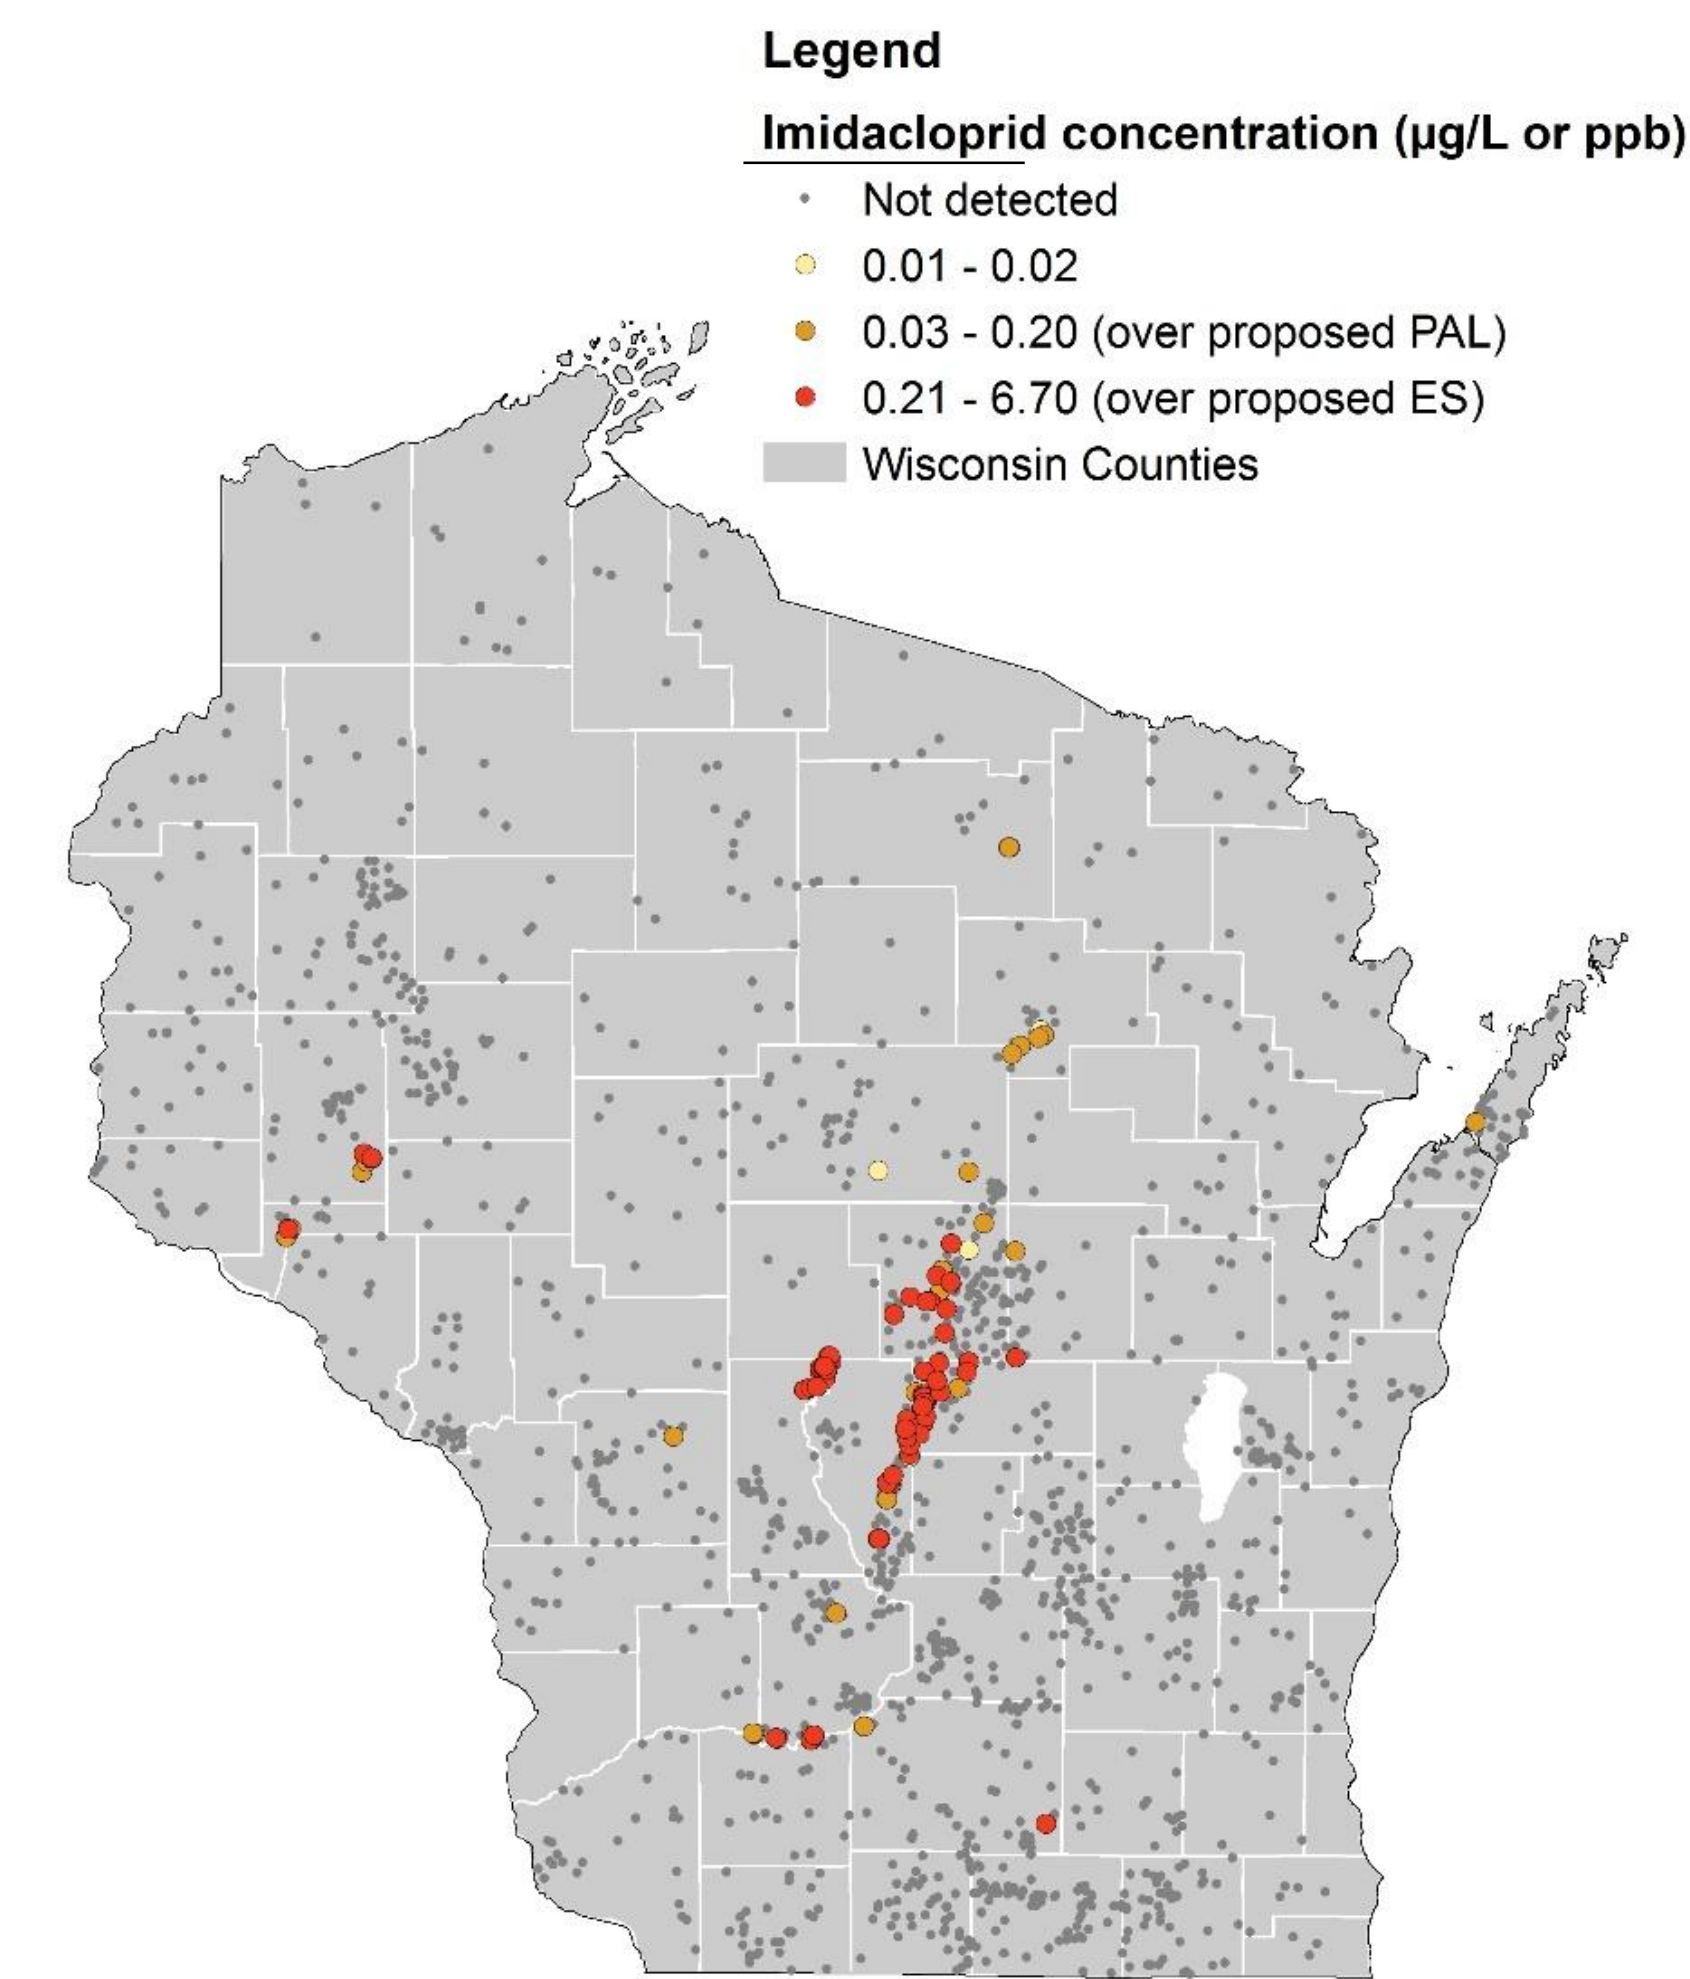 Legend
Imidacloprid concentration (µg/L or ppb)
Not detected
0.01 - 0.02
0.03 - 0.20 (over proposed PAL)
0.21 - 6.70 (over proposed ES)
Wisconsin Counties